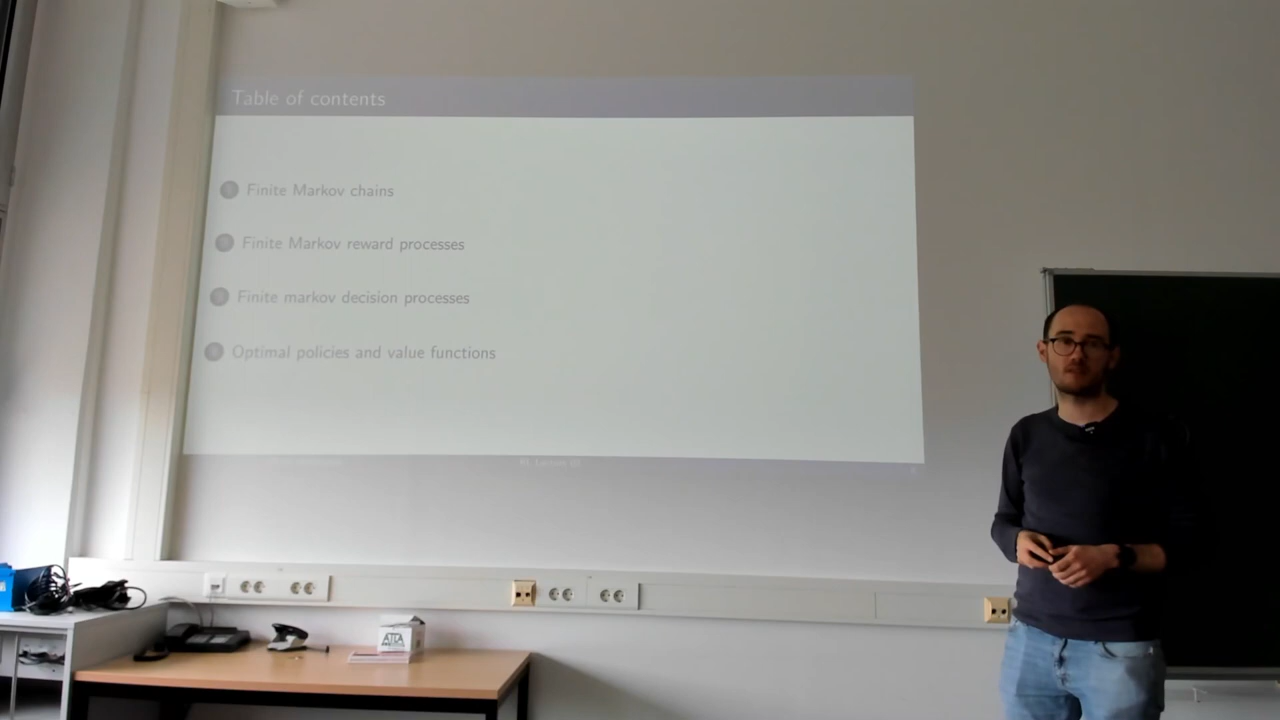 Table of contents
Finite Markov chains
Finite Markov reward processes
Finite markov decision processes
Optimal policies and value functions
ATLA